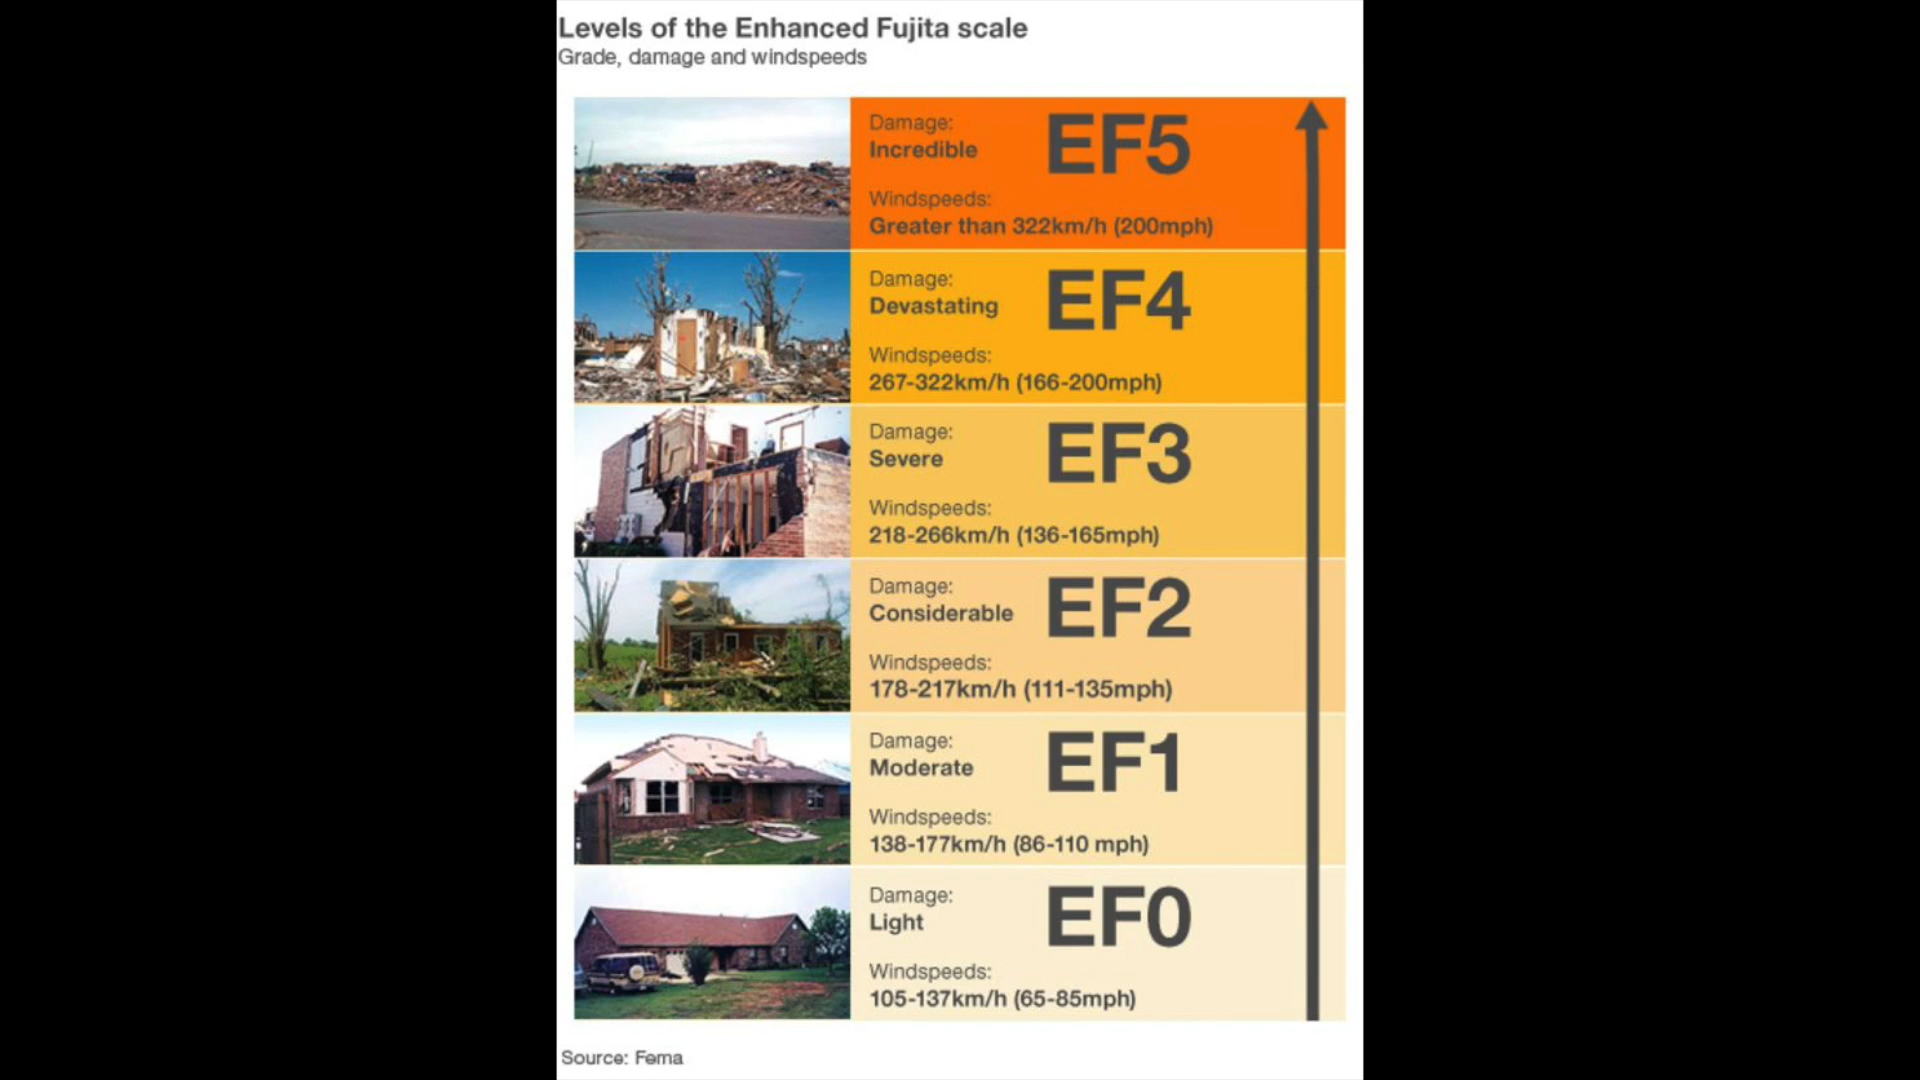 Levels of the Enhanced Fujita scale
Grade, damage and windspeeds
Damage:
Incredible
EF5
Windspeeds:
Greater than 322km/h (200mph)
Damage:
Devastating
EF4
Windspeeds:
267-322km/h (166-200mph)
Damage:
Severe
EF3
Windspeeds:
218-266km/h (136-165mph)
Damage:
Considerable
EF2
Windspeeds:
178-217km/h (111-135mph)
Damage:
Moderate
EF1
Windspeeds:
138-177km/h (86-110 mph)
Damage:
Light
EF0
Windspeeds:
105-137km/h (65-85mph)
Source: Fema